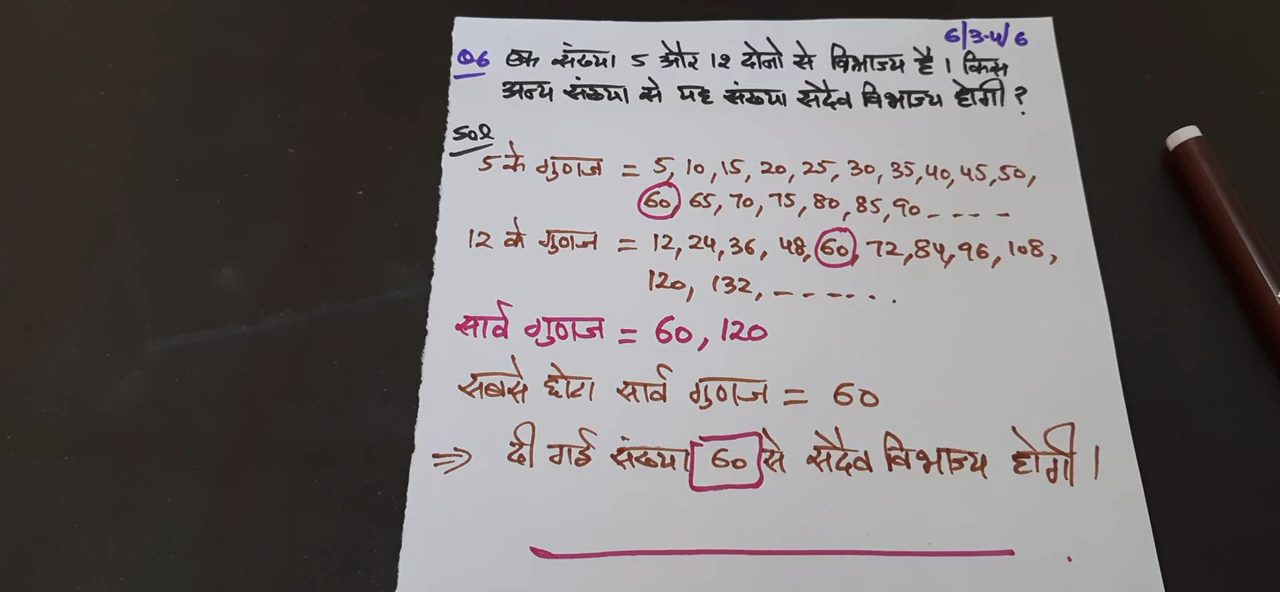 6/3.4/6
Q6 एक संख्या 5 और 12 दोनो से विभाज्य है। किस
अन्य संख्या से यह संख्या सदैव विभाज्य होगी?
Sol
5 के गुणज = 5, 10, 15, 20, 25, 30, 35, 40, 45, 50,
60, 65, 70, 75, 80, 85, 90 - - - -
12 के गुणज = 12, 24, 36, 48, 60, 72, 84, 96, 108,
120, 132, - - - - . .
सार्व गुणज = 60, 120
सबसे छोटा सार्व गुणज = 60
⇒ दी गई संख्या 60 से सदैव विभाज्य होगी।